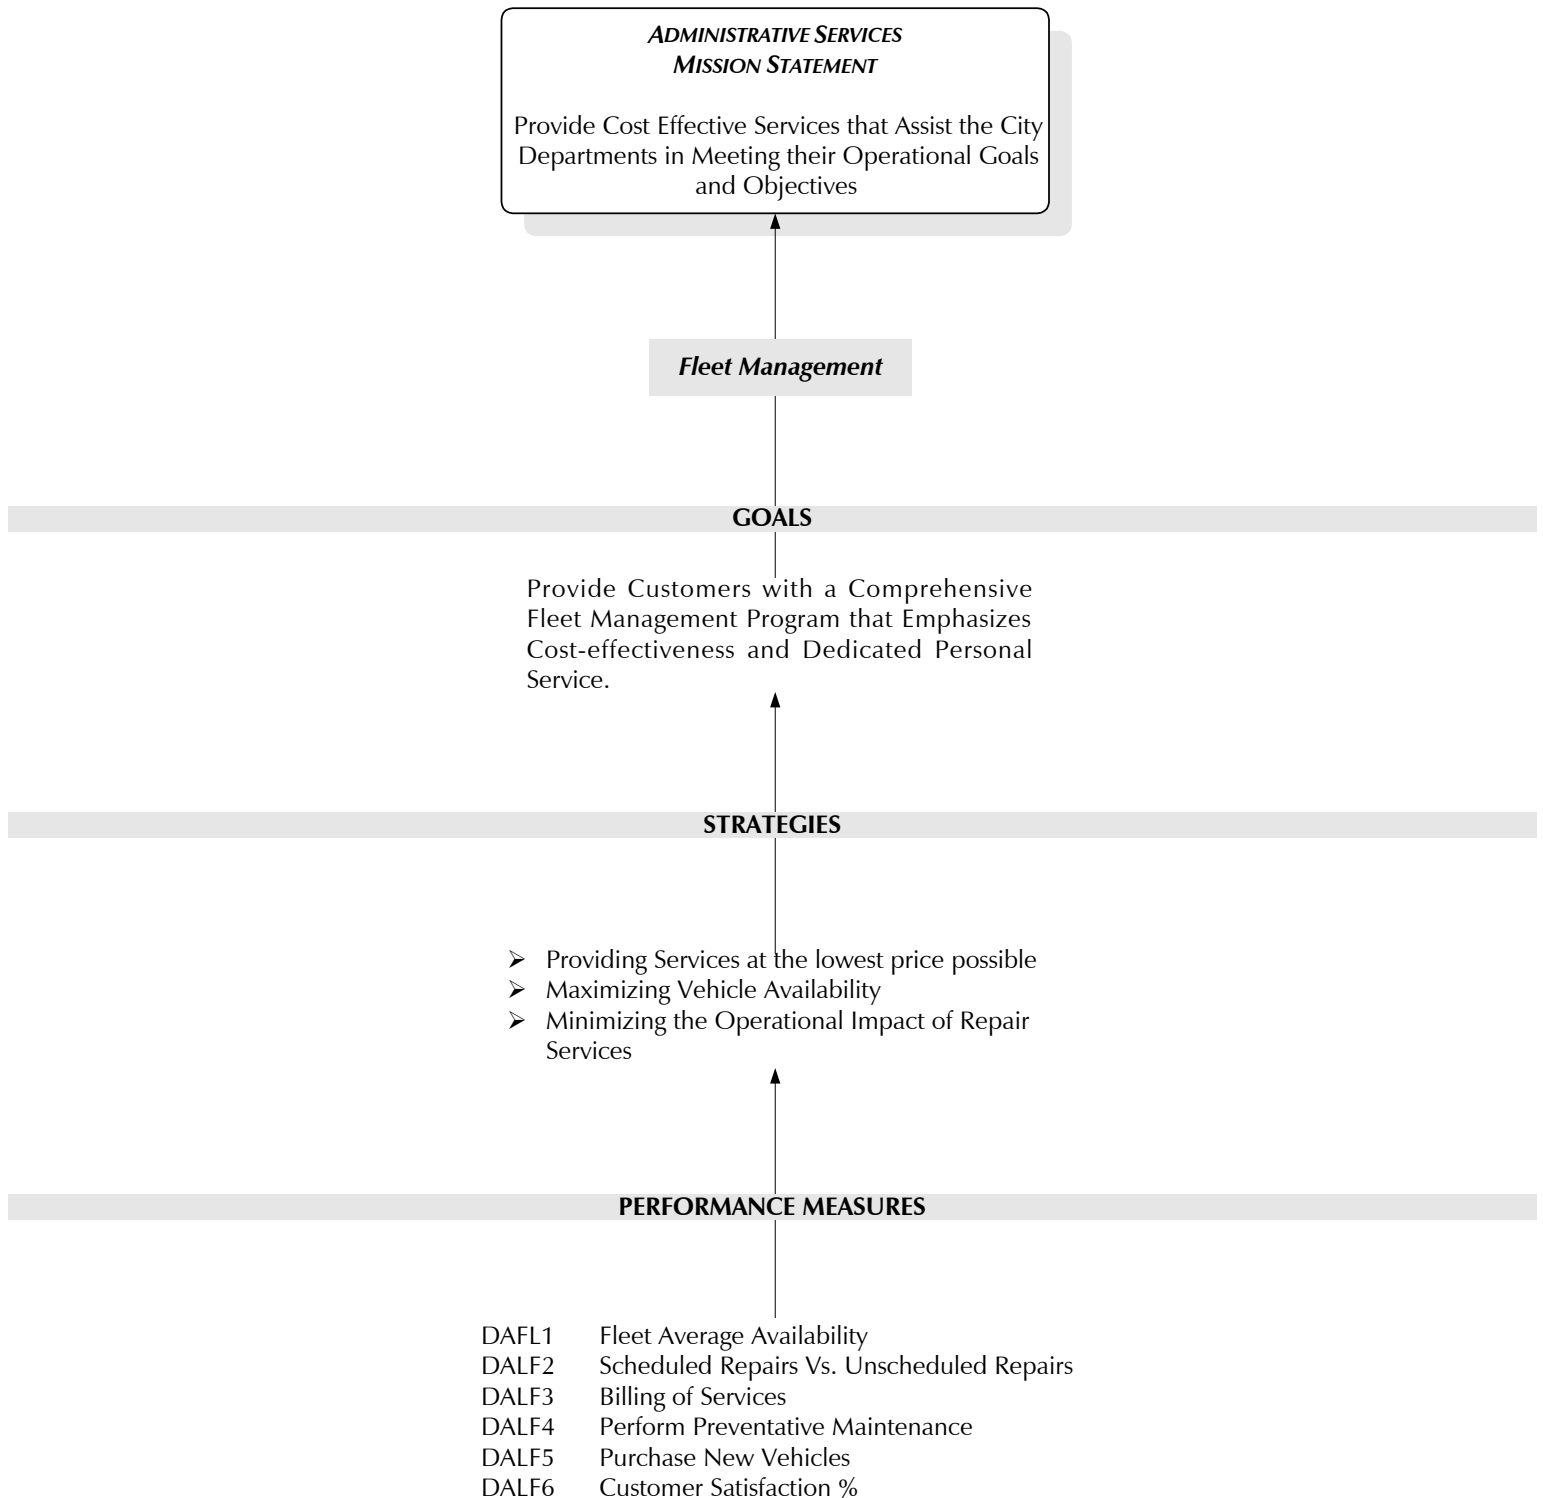 ADMINISTRATIVE SERVICES
MISSION STATEMENT
Provide Cost Effective Services that Assist the City
Departments in Meeting their Operational Goals
and Objectives
Fleet Management
GOALS
Provide Customers with a Comprehensive
Fleet Management Program that Emphasizes
Cost-effectiveness and Dedicated Personal
Service.
STRATEGIES
➢ Providing Services at the lowest price possible
➢ Maximizing Vehicle Availability
➢ Minimizing the Operational Impact of Repair
Services
PERFORMANCE MEASURES
DAFL1 Fleet Average Availability
DALF2 Scheduled Repairs Vs. Unscheduled Repairs
DALF3 Billing of Services
DALF4 Perform Preventative Maintenance
DALF5 Purchase New Vehicles
DALF6 Customer Satisfaction %